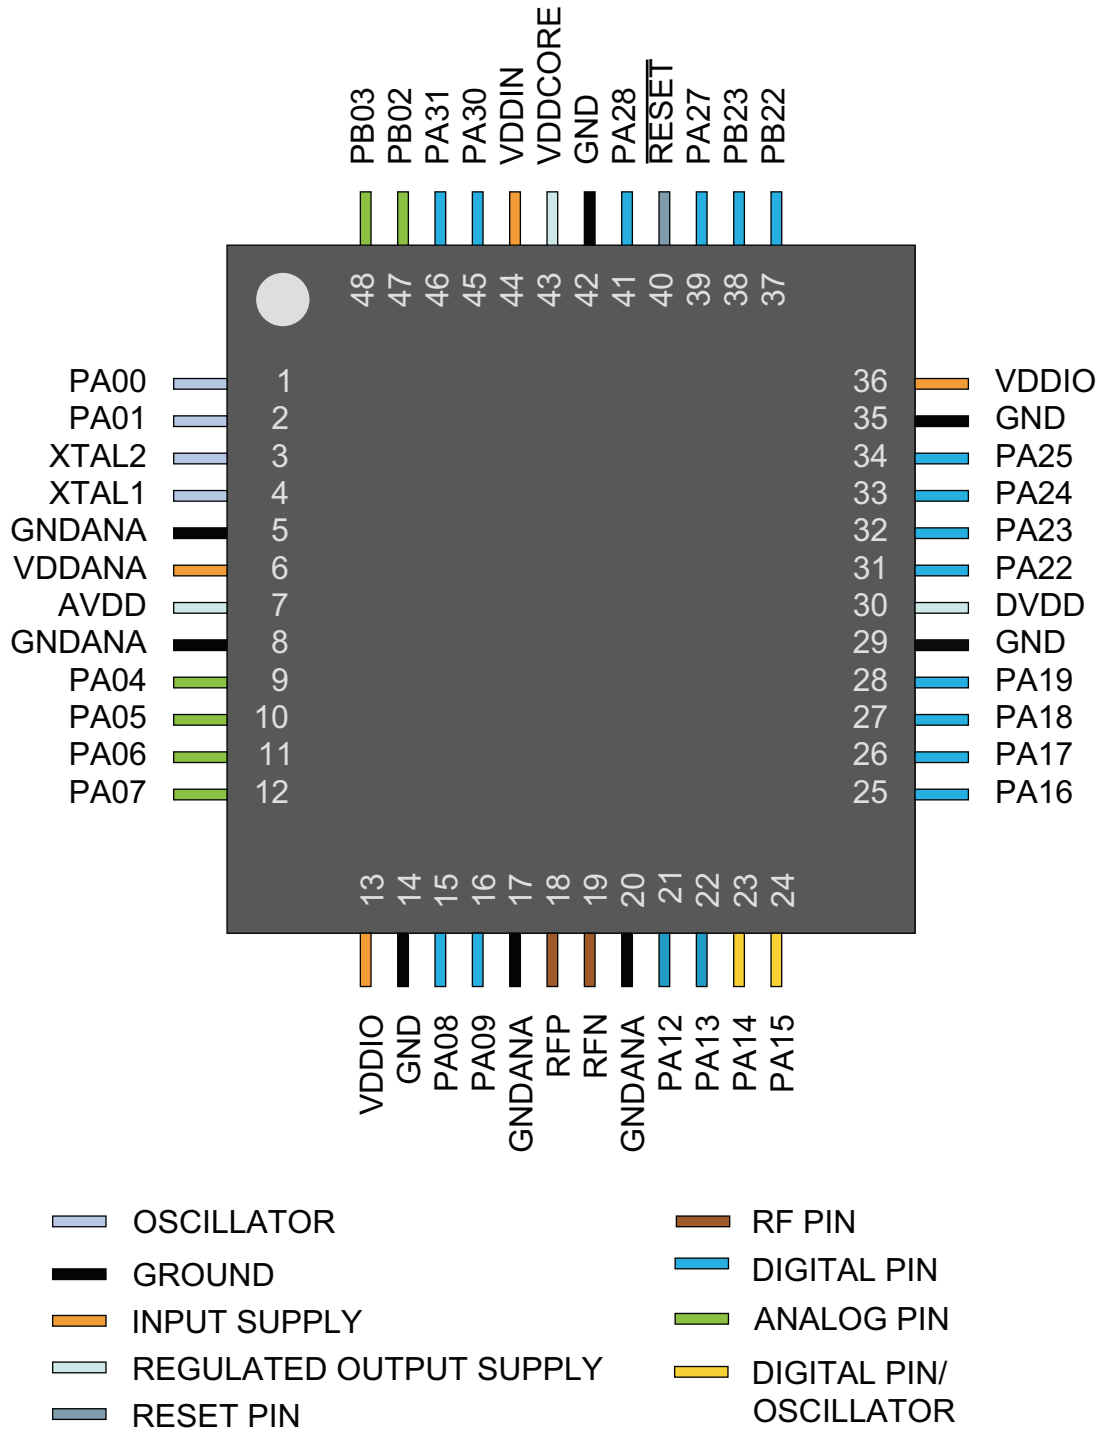 PB03
PB02
PA31
PA30
VDDIN
VDDCORE
GND
PA28
RESET
PA27
PB23
PB22
48
47
46
45
44
43
42
41
40
39
38
37
PA00 1
PA01 2
XTAL2 3
XTAL1 4
GNDANA 5
VDDANA 6
AVDD 7
GNDANA 8
PA04 9
PA05 10
PA06 11
PA07 12
36 VDDIO
35 GND
34 PA25
33 PA24
32 PA23
31 PA22
30 DVDD
29 GND
28 PA19
27 PA18
26 PA17
25 PA16
13
14
15
16
17
18
19
20
21
22
23
24
VDDIO
GND
PA08
PA09
GNDANA
RFP
RFN
GNDANA
PA12
PA13
PA14
PA15
OSCILLATOR
GROUND
INPUT SUPPLY
REGULATED OUTPUT SUPPLY
RESET PIN
RF PIN
DIGITAL PIN
ANALOG PIN
DIGITAL PIN/
OSCILLATOR